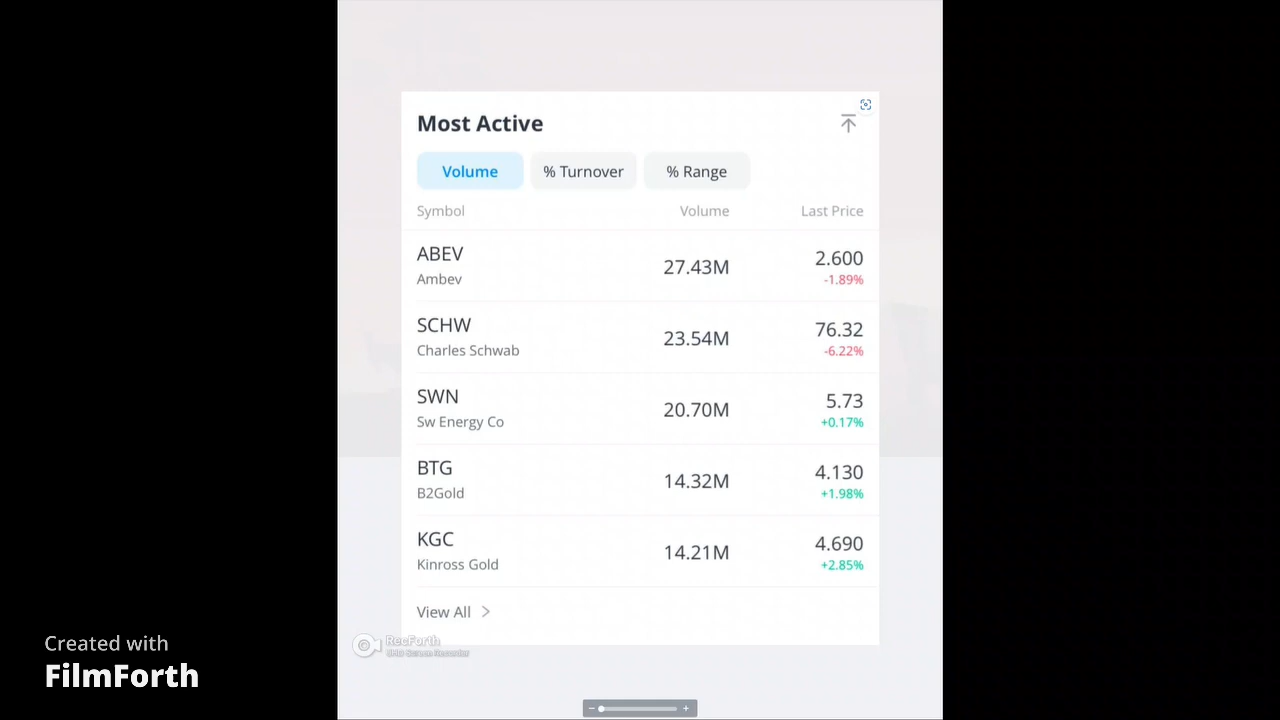 Most Active
Volume % Turnover % Range
Symbol Volume Last Price
ABEV 27.43M 2.600
Ambev -1.89%
SCHW 23.54M 76.32
Charles Schwab -6.22%
SWN 20.70M 5.73
Sw Energy Co +0.17%
BTG 14.32M 4.130
B2Gold +1.98%
KGC 14.21M 4.690
Kinross Gold +2.85%
View All
RecForth
Screen Recorder
Created with
FilmForth